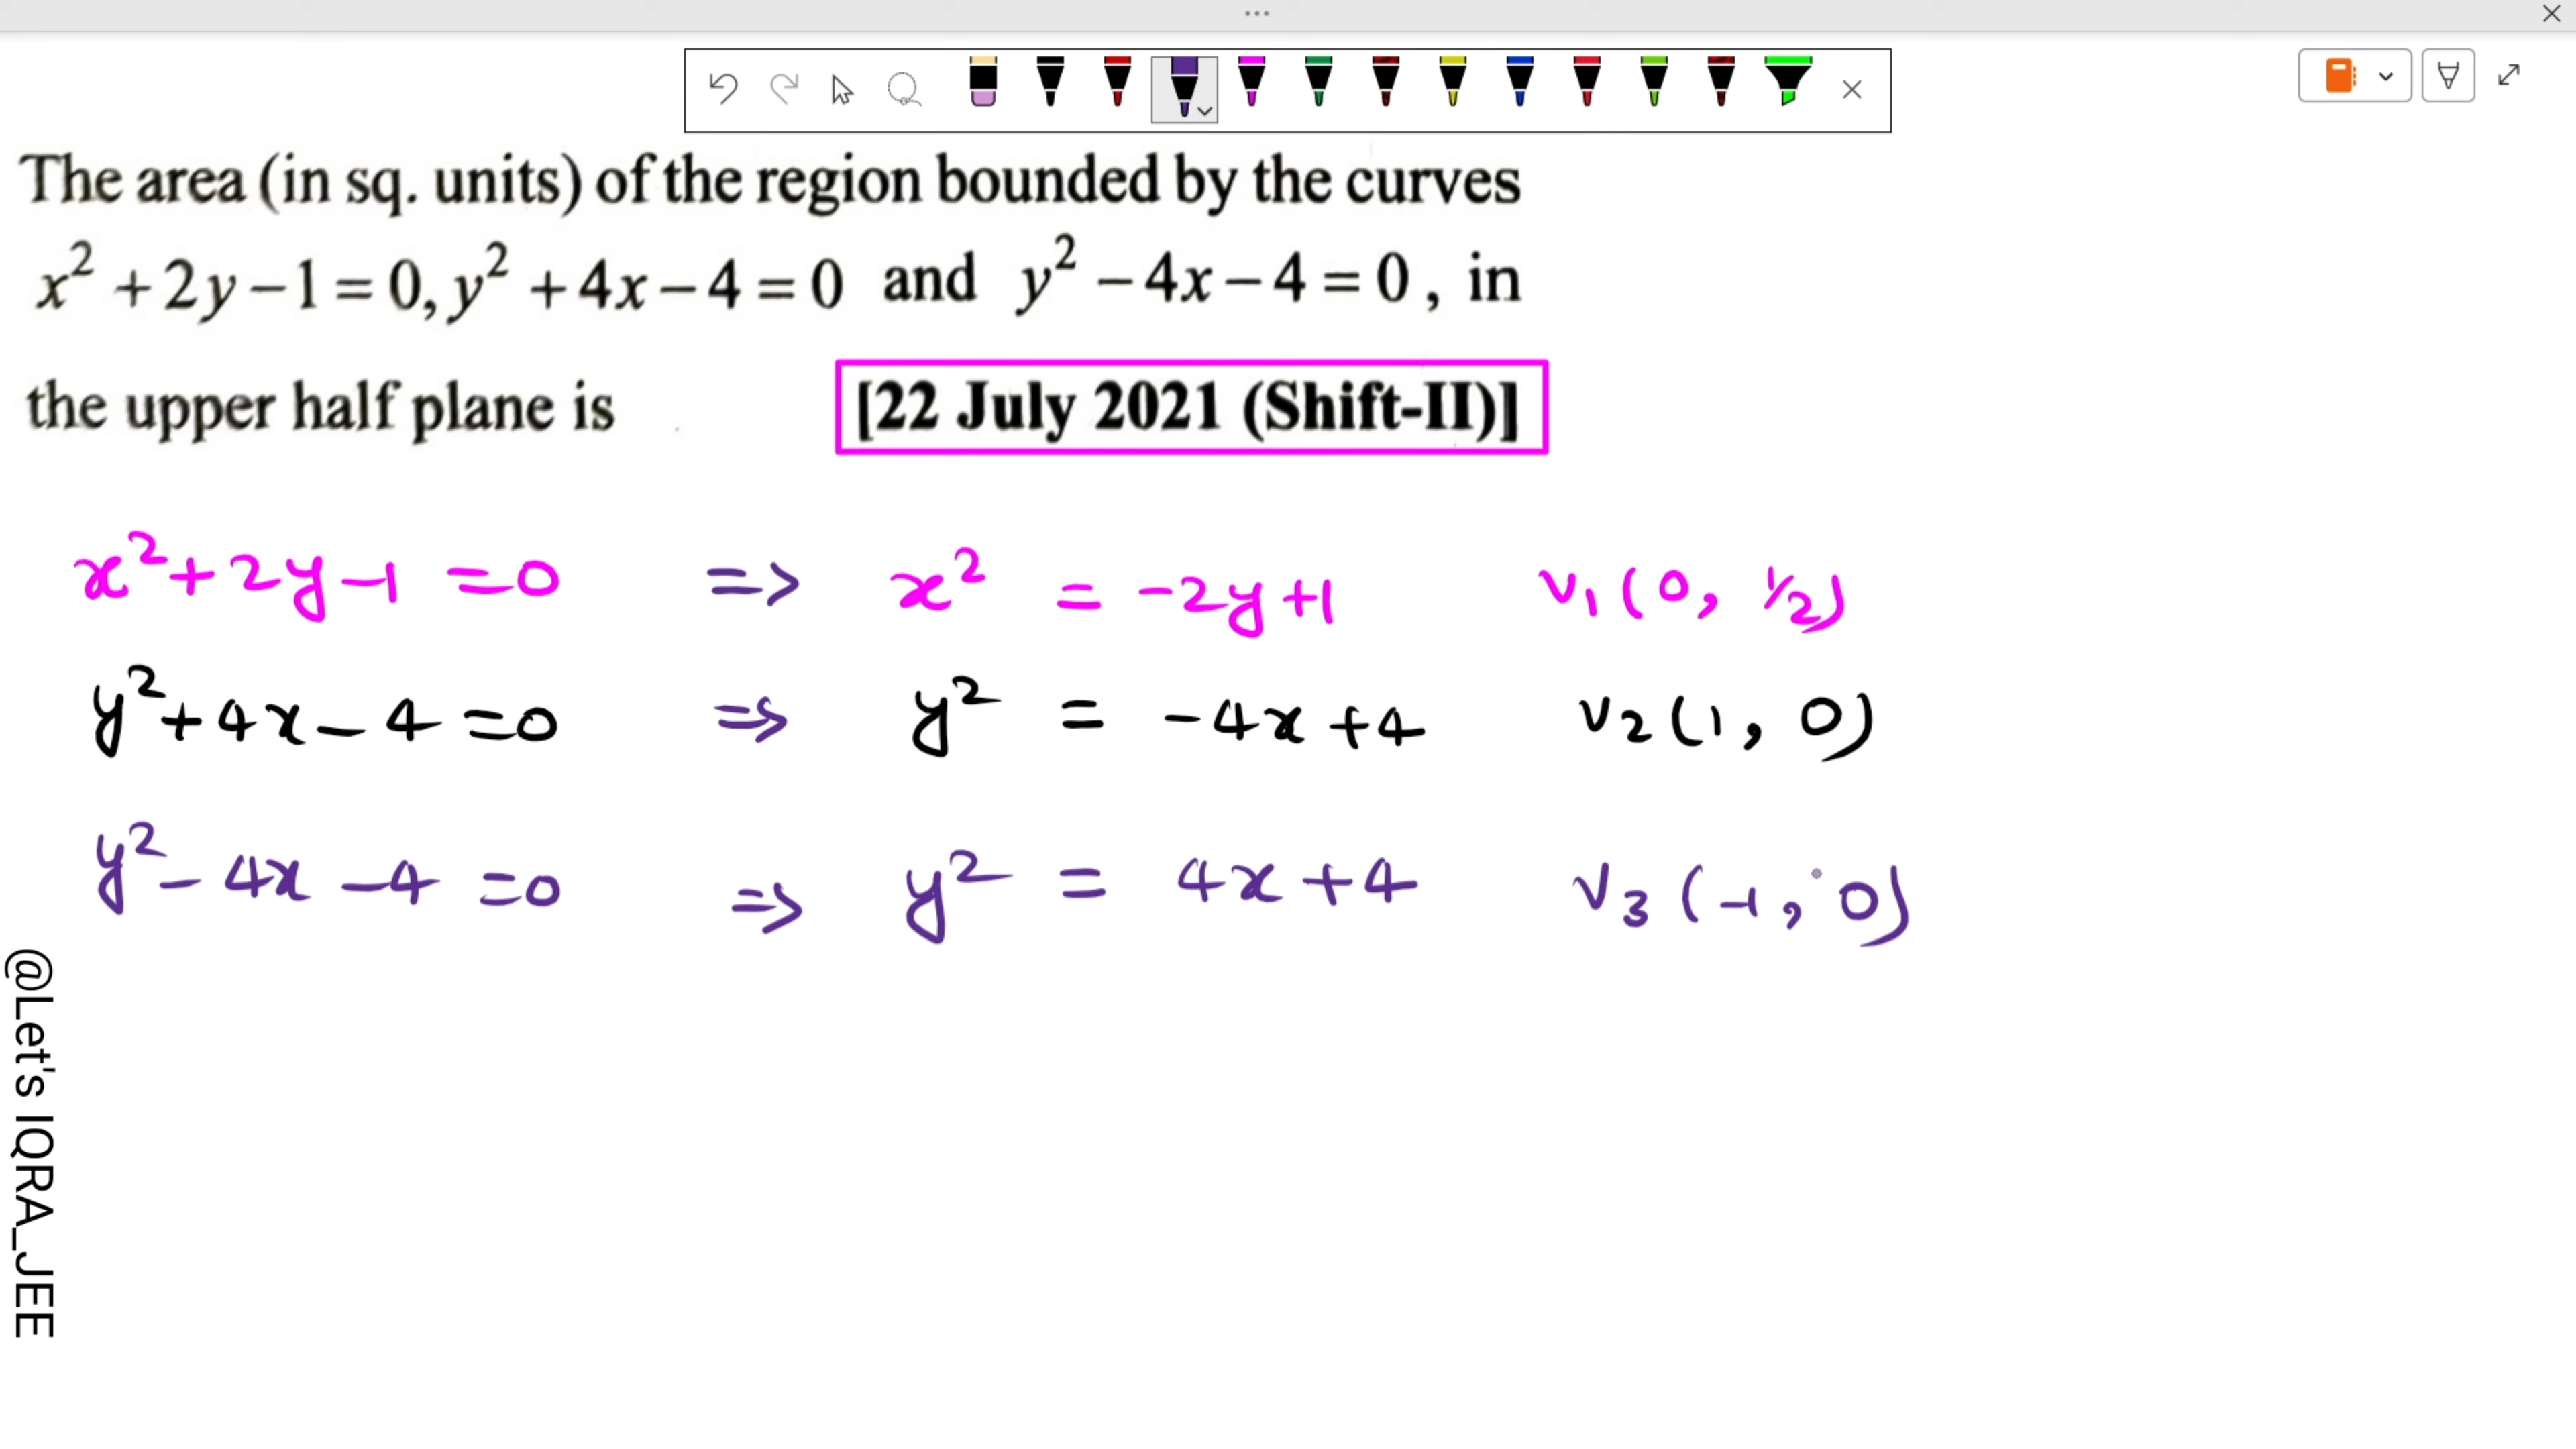 The area (in sq. units) of the region bounded by the curves
x² + 2y – 1 = 0, y² + 4x – 4 = 0 and y² – 4x – 4 = 0, in
the upper half plane is [22 July 2021 (Shift-II)]
x² + 2y – 1 = 0 => x² = -2y + 1 V₁ (0, 1/2)
y² + 4x – 4 = 0 => y² = -4x + 4 V₂ (1, 0)
y² – 4x – 4 = 0 => y² = 4x + 4 V₃ (-1, 0)
@Let's IQRA_JEE